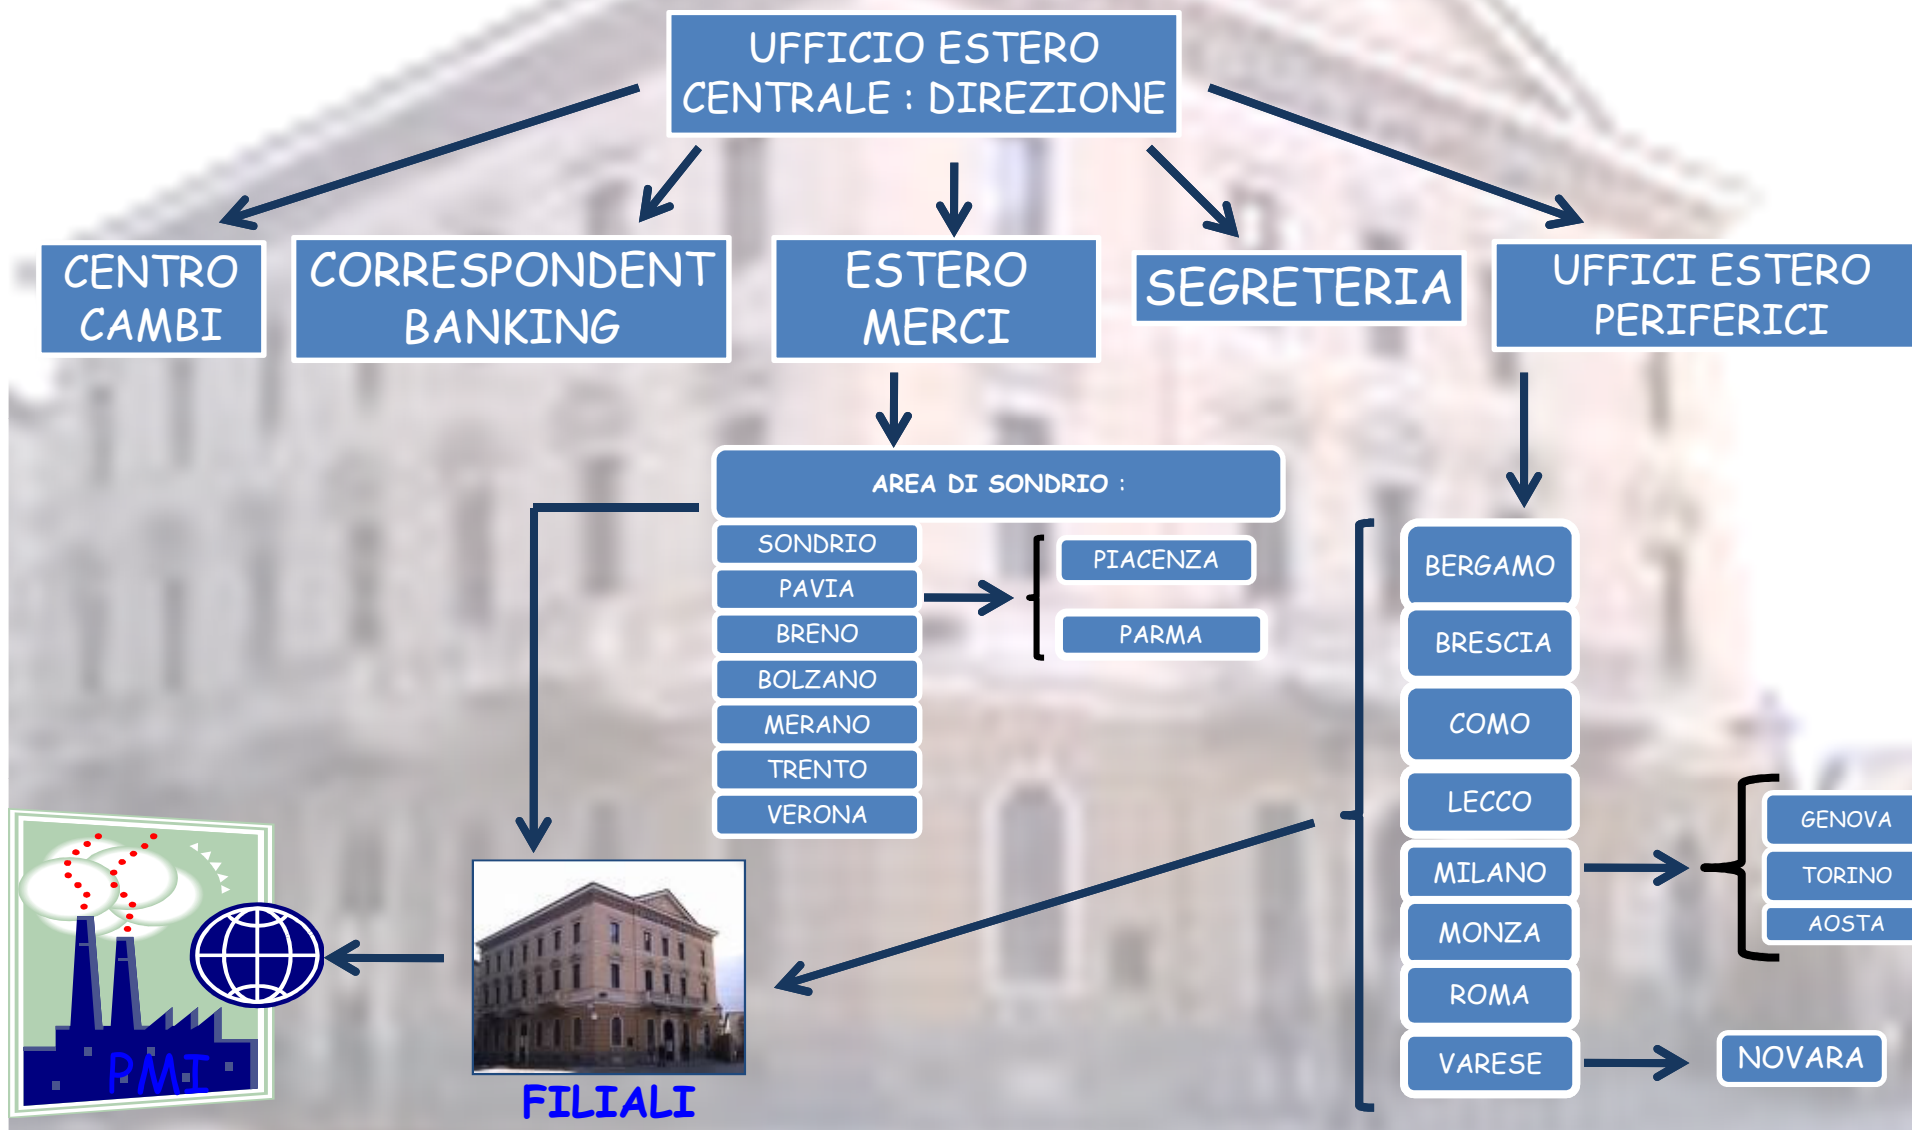 UFFICIO ESTERO
CENTRALE : DIREZIONE
CENTRO
CAMBI
CORRESPONDENT
BANKING
ESTERO
MERCI
SEGRETERIA
UFFICI ESTERO
PERIFERICI
AREA DI SONDRIO :
SONDRIO
PAVIA
BRENO
BOLZANO
MERANO
TRENTO
VERONA
PIACENZA
PARMA
BERGAMO
BRESCIA
COMO
LECCO
MILANO
MONZA
ROMA
VARESE
GENOVA
TORINO
AOSTA
NOVARA
PMI
FILIALI